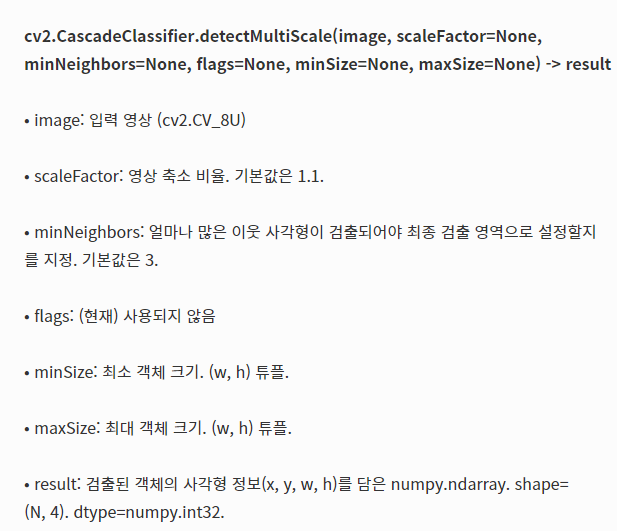 cv2.CascadeClassifier.detectMultiScale(image, scaleFactor=None,
minNeighbors=None, flags=None, minSize=None, maxSize=None) -> result
• image: 입력 영상 (cv2.CV_8U)
• scaleFactor: 영상 축소 비율. 기본값은 1.1.
• minNeighbors: 얼마나 많은 이웃 사각형이 검출되어야 최종 검출 영역으로 설정할지
를 지정. 기본값은 3.
• flags: (현재) 사용되지 않음
• minSize: 최소 객체 크기. (w, h) 튜플.
• maxSize: 최대 객체 크기. (w, h) 튜플.
• result: 검출된 객체의 사각형 정보(x, y, w, h)를 담은 numpy.ndarray. shape=
(N, 4). dtype=numpy.int32.